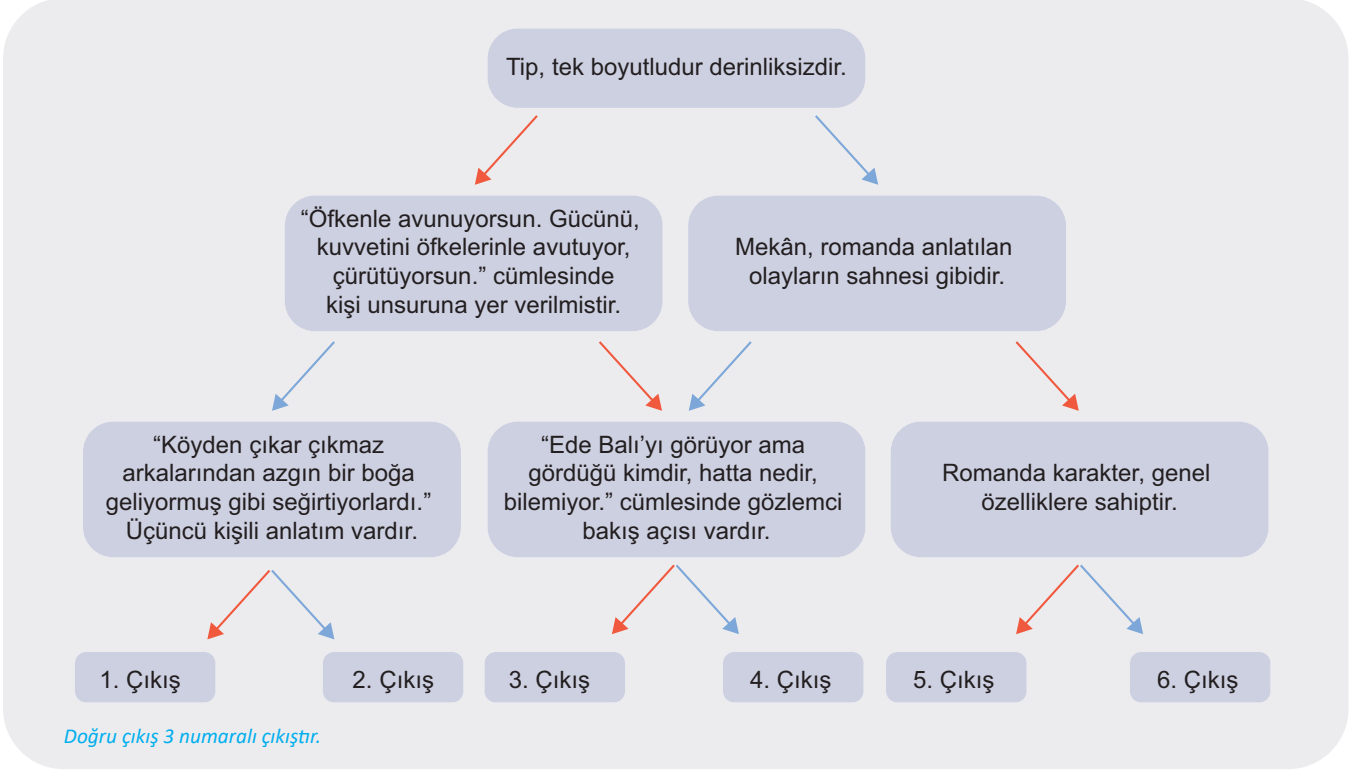 Tip, tek boyutludur derinliksizdir.
“Öfkenle avunuyorsun. Gücünü,
kuvvetini öfkelerinle avutuyor,
çürütüyorsun.” cümlesinde
kişi unsuruna yer verilmistir.
Mekân, romanda anlatılan
olayların sahnesi gibidir.
“Köyden çıkar çıkmaz
arkalarından azgın bir boğa
geliyormuş gibi seğirtiyorlardı.”
Üçüncü kişili anlatım vardır.
“Ede Balı’yı görüyor ama
gördüğü kimdir, hatta nedir,
bilemiyor.” cümlesinde gözlemci
bakış açısı vardır.
Romanda karakter, genel
özelliklere sahiptir.
1. Çıkış
2. Çıkış
3. Çıkış
4. Çıkış
5. Çıkış
6. Çıkış
Doğru çıkış 3 numaralı çıkıştır.